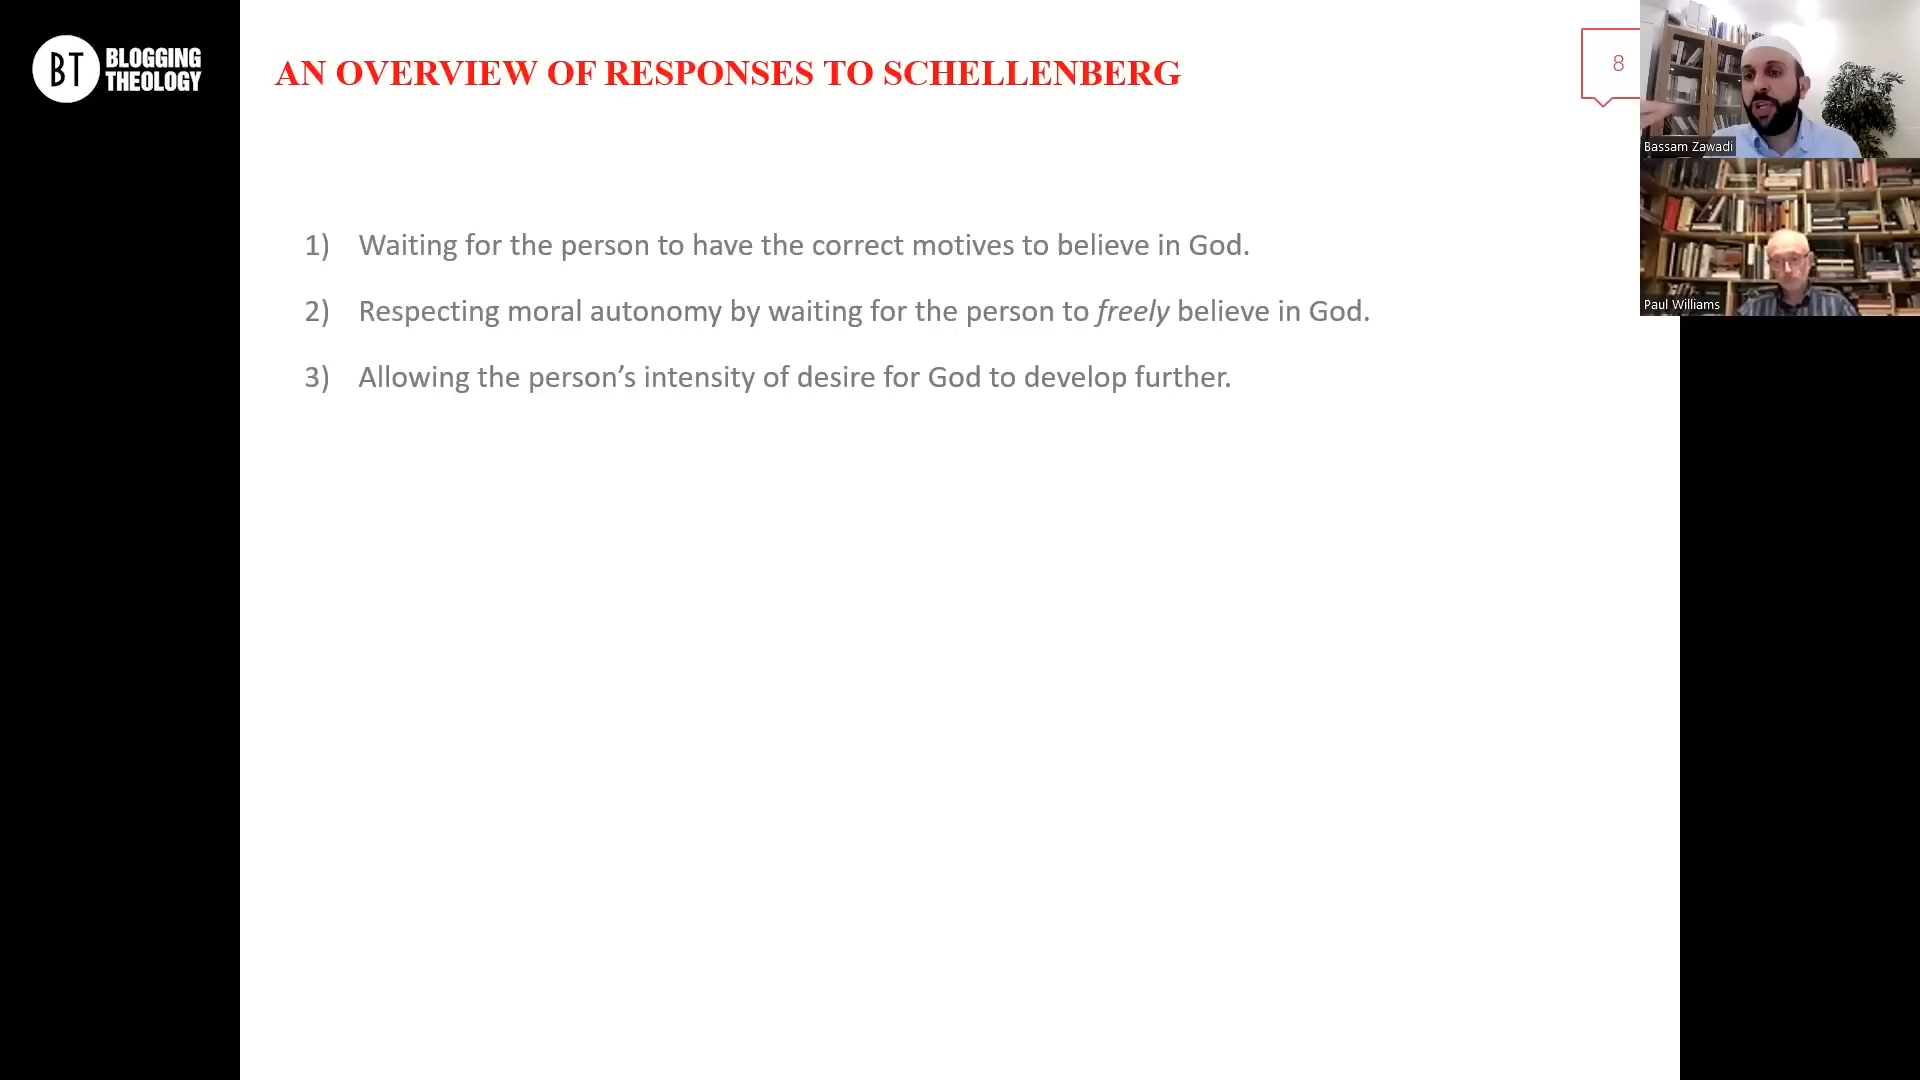 BT BLOGGING
THEOLOGY
AN OVERVIEW OF RESPONSES TO SCHELLENBERG
8
Bassam Zawadi
Paul Williams
1) Waiting for the person to have the correct motives to believe in God.
2) Respecting moral autonomy by waiting for the person to freely believe in God.
3) Allowing the person’s intensity of desire for God to develop further.